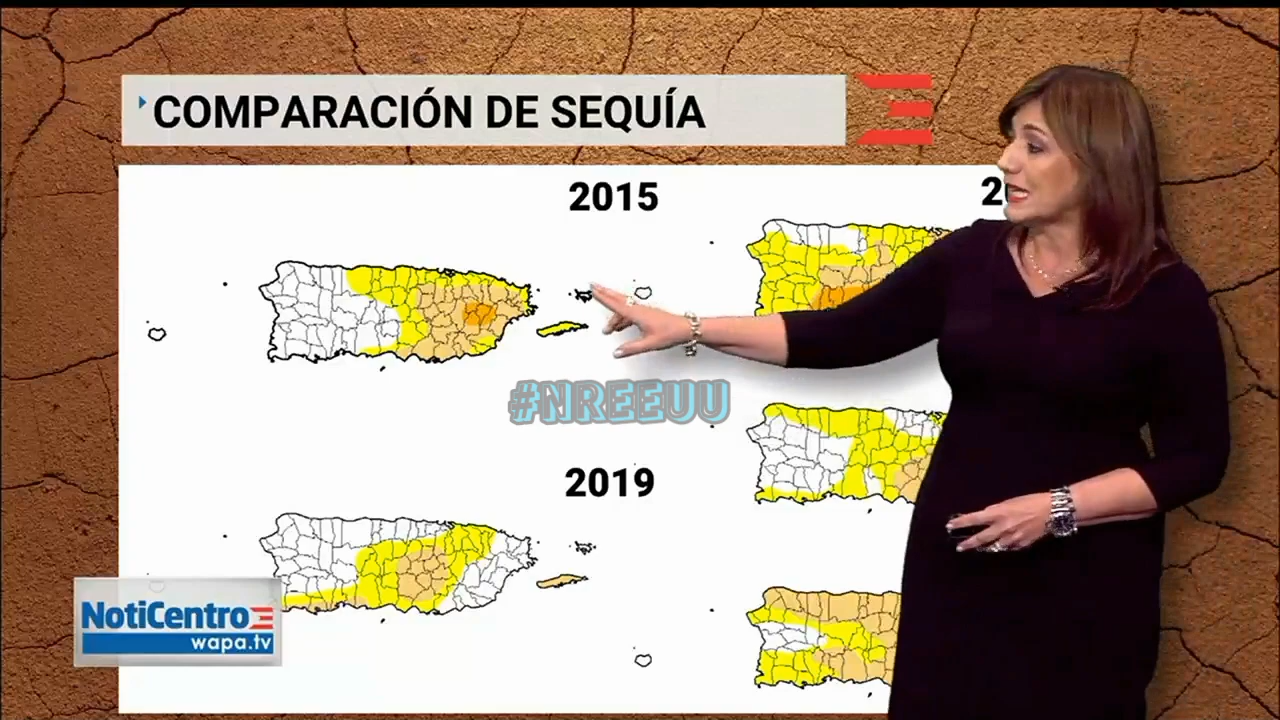 COMPARACIÓN DE SEQUÍA
2015
#NREEUU
2019
NotiCentro
wapa.tv